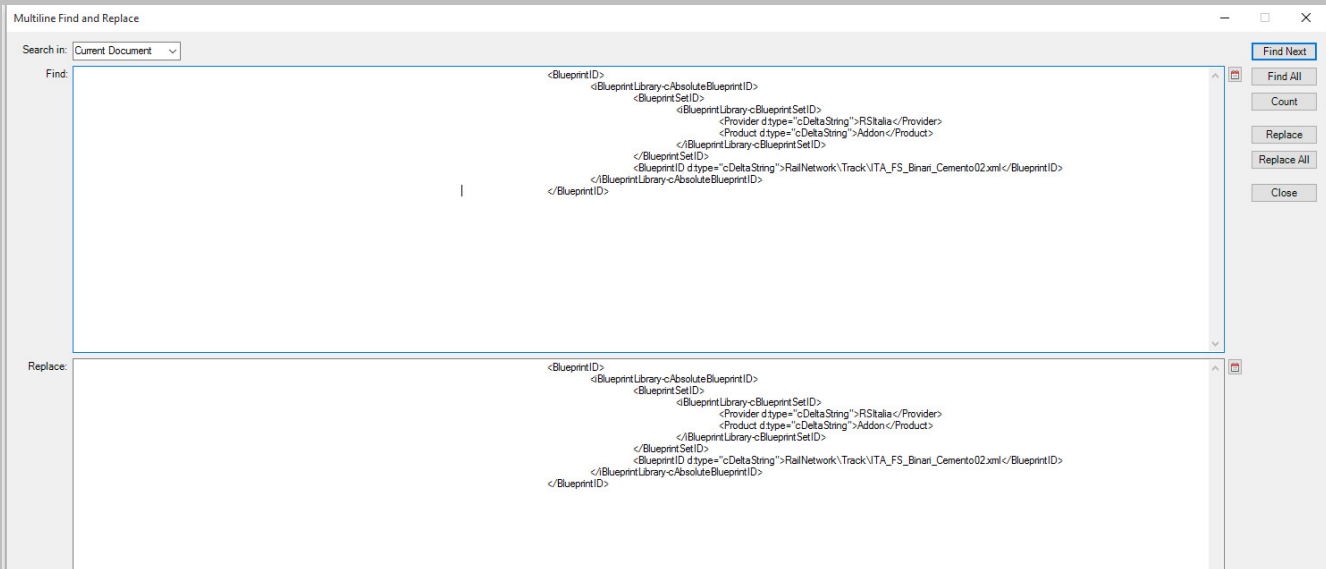 Multiline Find and Replace
Search in: Current Document
Find Next
Find:
<BlueprintID>
<iBlueprintLibrary-cAbsoluteBlueprintID>
<BlueprintSetID>
<iBlueprintLibrary-cBlueprintSetID>
<Provider d:type="cDeltaString">RSItalia</Provider>
<Product d:type="cDeltaString">Addon</Product>
</iBlueprintLibrary-cBlueprintSetID>
</BlueprintSetID>
<BlueprintID d:type="cDeltaString">RailNetwork\Track\ITA_FS_Binari_Cemento02.xml</BlueprintID>
</iBlueprintLibrary-cAbsoluteBlueprintID>
</BlueprintID>
Find All
Count
Replace
Replace All
Close
Replace:
<BlueprintID>
<iBlueprintLibrary-cAbsoluteBlueprintID>
<BlueprintSetID>
<iBlueprintLibrary-cBlueprintSetID>
<Provider d:type="cDeltaString">RSItalia</Provider>
<Product d:type="cDeltaString">Addon</Product>
</iBlueprintLibrary-cBlueprintSetID>
</BlueprintSetID>
<BlueprintID d:type="cDeltaString">RailNetwork\Track\ITA_FS_Binari_Cemento02.xml</BlueprintID>
</iBlueprintLibrary-cAbsoluteBlueprintID>
</BlueprintID>